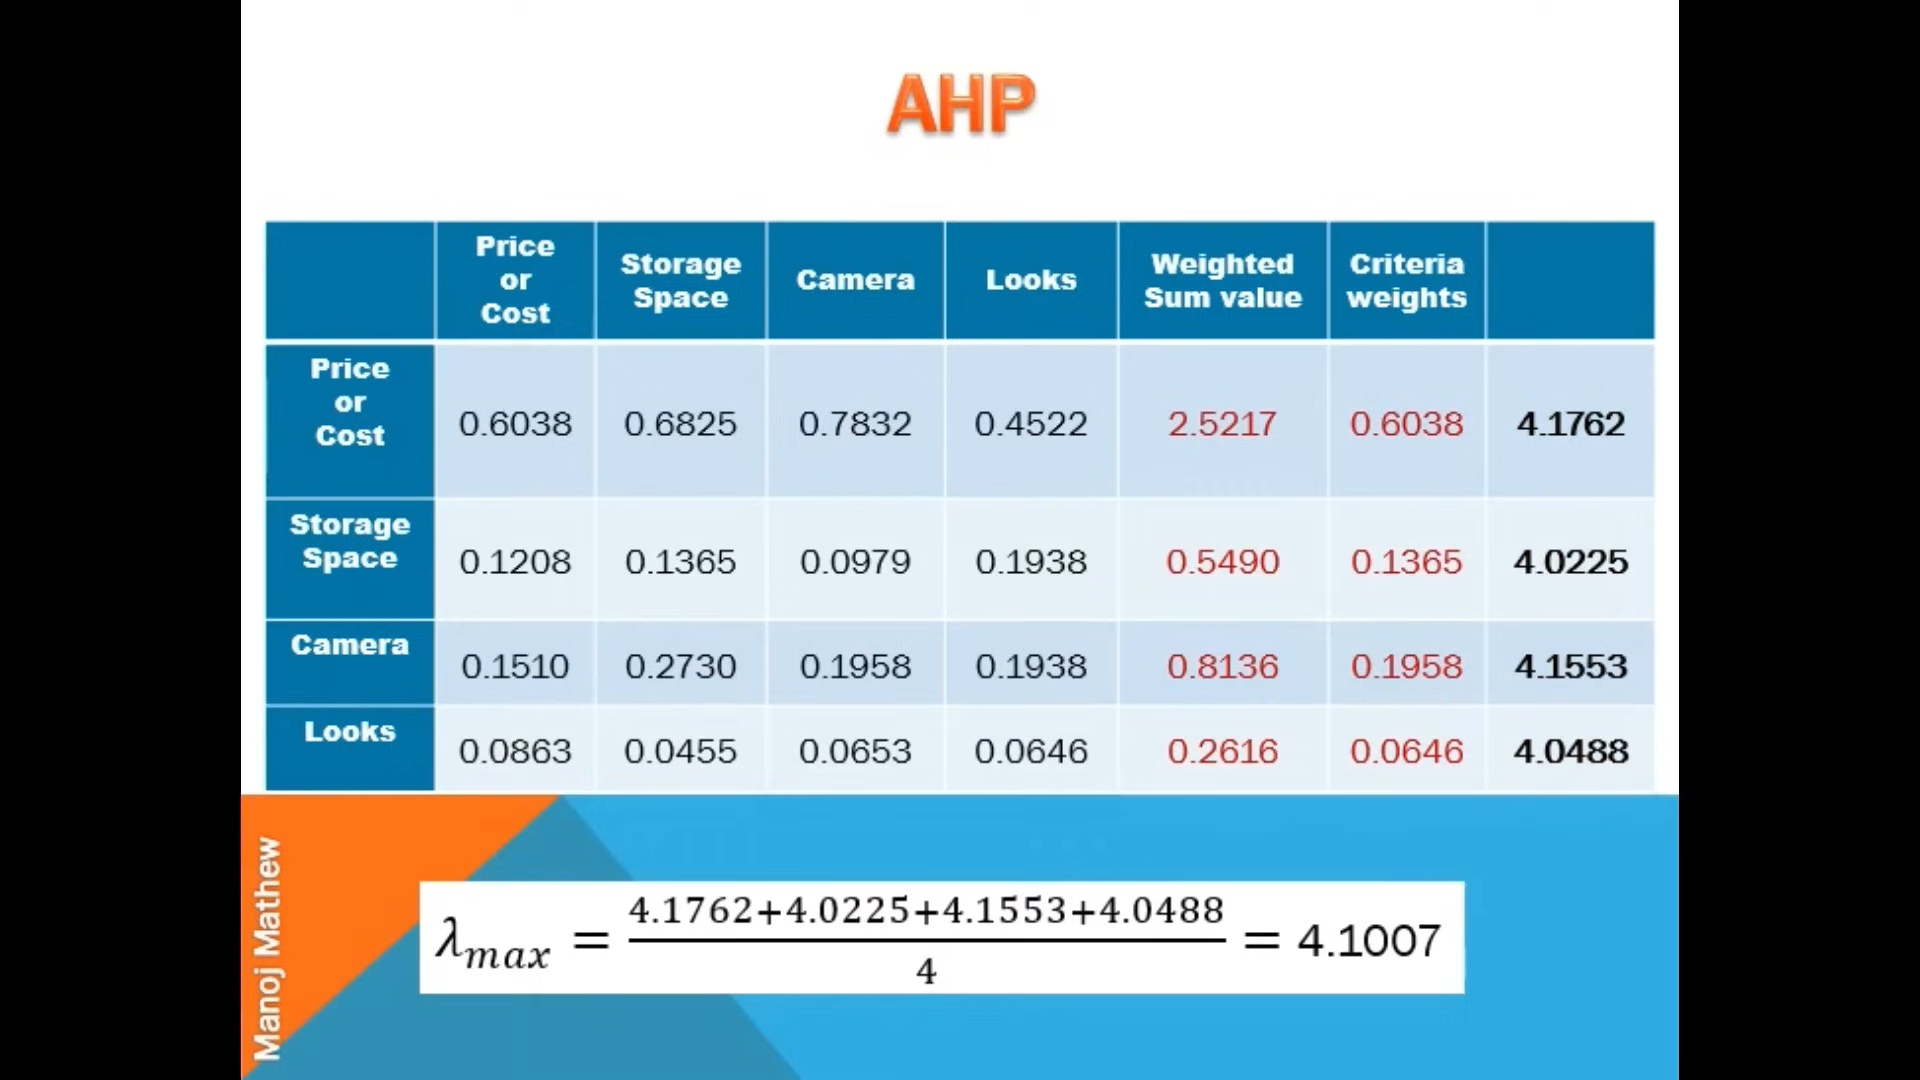 AHP
Price
or
Cost
Storage
Space
Camera
Looks
Weighted
Sum value
Criteria
weights
Price
or
Cost
0.6038 0.6825 0.7832 0.4522 2.5217 0.6038 4.1762
Storage
Space
0.1208 0.1365 0.0979 0.1938 0.5490 0.1365 4.0225
Camera
0.1510 0.2730 0.1958 0.1938 0.8136 0.1958 4.1553
Looks
0.0863 0.0455 0.0653 0.0646 0.2616 0.0646 4.0488
Manoj Mathew
4.1762+4.0225+4.1553+4.0488
λmax = = 4.1007
4